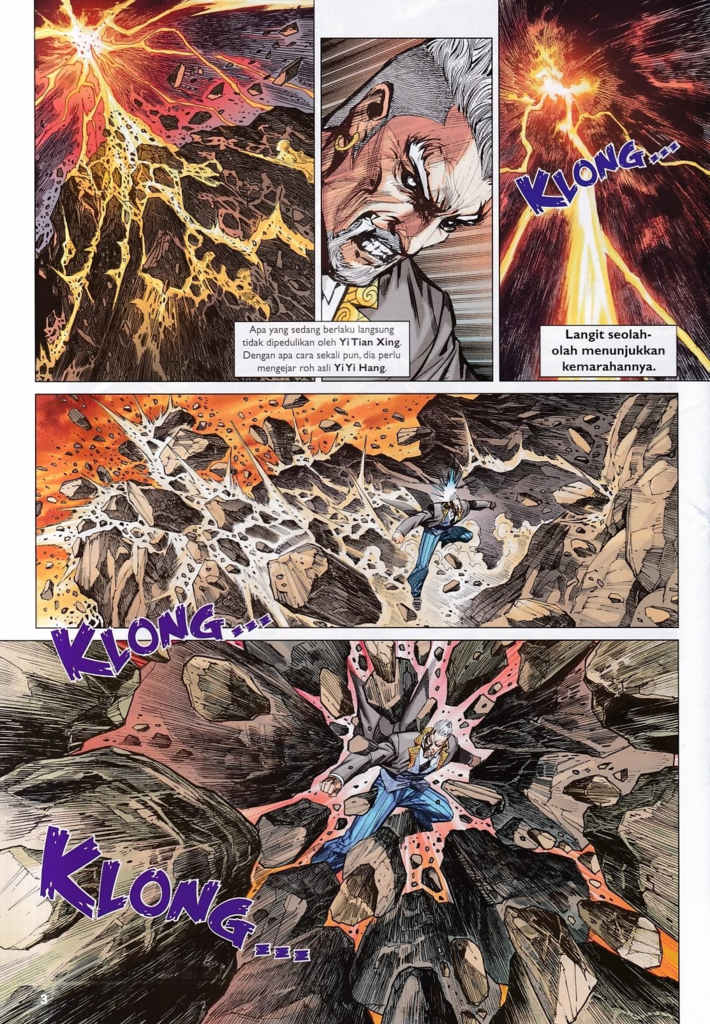 Apa yang sedang berlaku langsung
tidak dipedulikan oleh Yi Tian Xing.
Dengan apa cara sekali pun, dia perlu
mengejar roh asli Yi Yi Hang.
KLONG...
Langit seolah-
olah menunjukkan
kemarahannya.
KLONG...
KLONG...
3